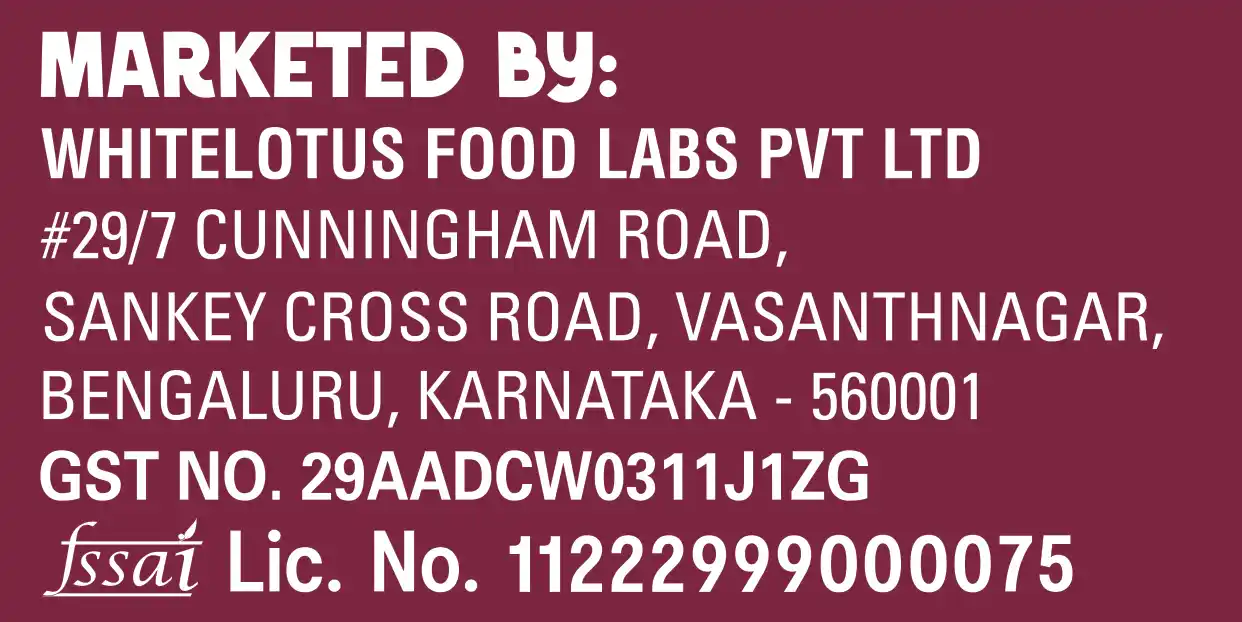 MARKETED BY:
WHITELOTUS FOOD LABS PVT LTD
#29/7 CUNNINGHAM ROAD,
SANKEY CROSS ROAD, VASANTHNAGAR,
BENGALURU, KARNATAKA - 560001
GST NO. 29AADCW0311J1ZG
fssai Lic. No. 11222999000075